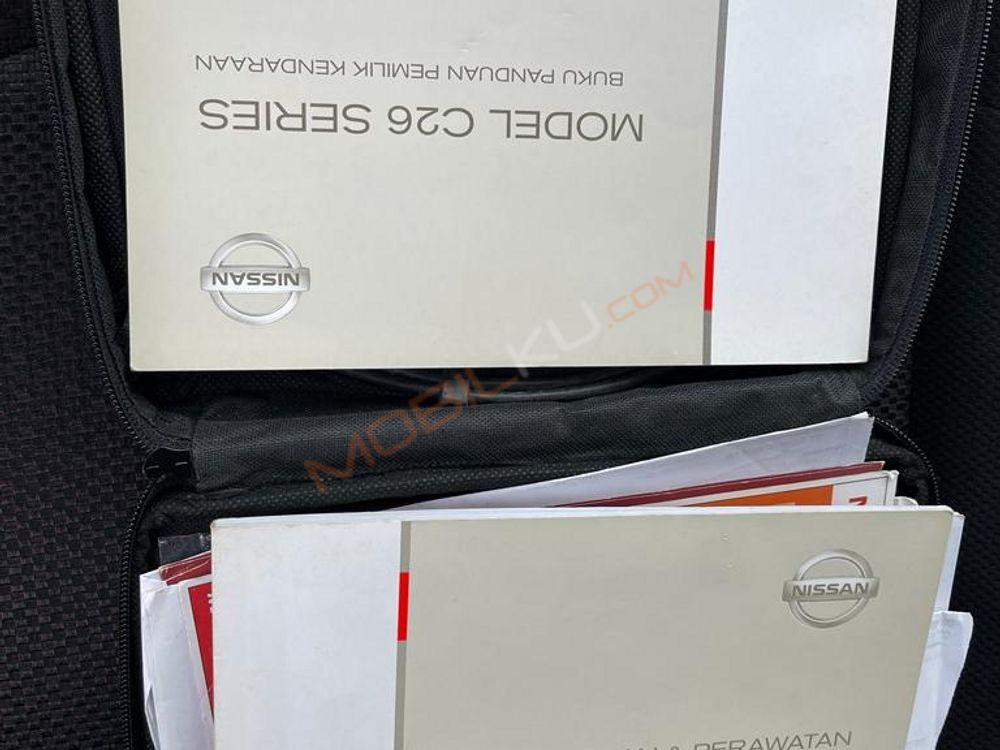 BUKU PANDUAN PEMILIK KENDARAAN
MODEL C26 SERIES
NISSAN
MOBILKU.COM
NISSAN
& PERAWATAN